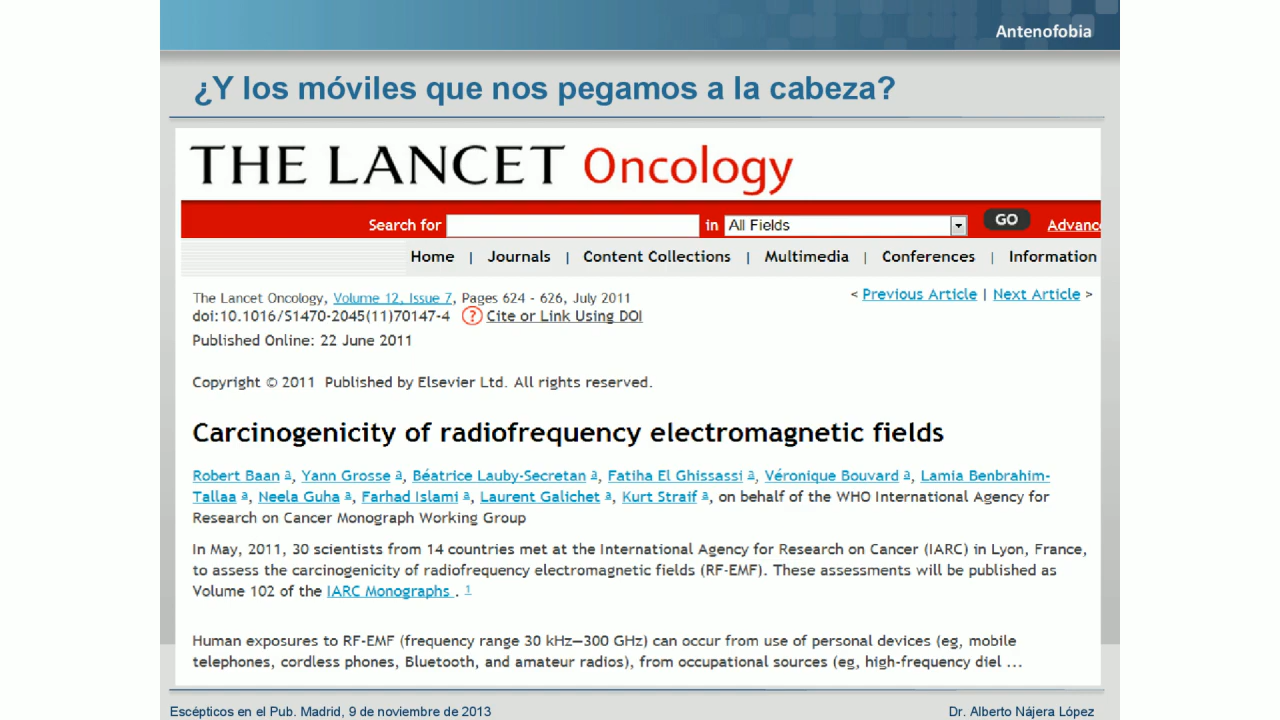 Antenofobia
¿Y los móviles que nos pegamos a la cabeza?
THE LANCET Oncology
Search for in All Fields GO Advanc
Home | Journals | Content Collections | Multimedia | Conferences | Information
The Lancet Oncology, Volume 12, Issue 7, Pages 624 - 626, July 2011
< Previous Article | Next Article >
doi:10.1016/S1470-2045(11)70147-4 ? Cite or Link Using DOI
Published Online: 22 June 2011
Copyright © 2011 Published by Elsevier Ltd. All rights reserved.
Carcinogenicity of radiofrequency electromagnetic fields
Robert Baan a, Yann Grosse a, Béatrice Lauby-Secretan a, Fatiha El Ghissassi a, Véronique Bouvard a, Lamia Benbrahim-
Tallaa a, Neela Guha a, Farhad Islami a, Laurent Galichet a, Kurt Straif a, on behalf of the WHO International Agency for
Research on Cancer Monograph Working Group
In May, 2011, 30 scientists from 14 countries met at the International Agency for Research on Cancer (IARC) in Lyon, France,
to assess the carcinogenicity of radiofrequency electromagnetic fields (RF-EMF). These assessments will be published as
Volume 102 of the IARC Monographs . 1
Human exposures to RF-EMF (frequency range 30 kHz—300 GHz) can occur from use of personal devices (eg, mobile
telephones, cordless phones, Bluetooth, and amateur radios), from occupational sources (eg, high-frequency diel ...
Escépticos en el Pub. Madrid, 9 de noviembre de 2013
Dr. Alberto Nájera López